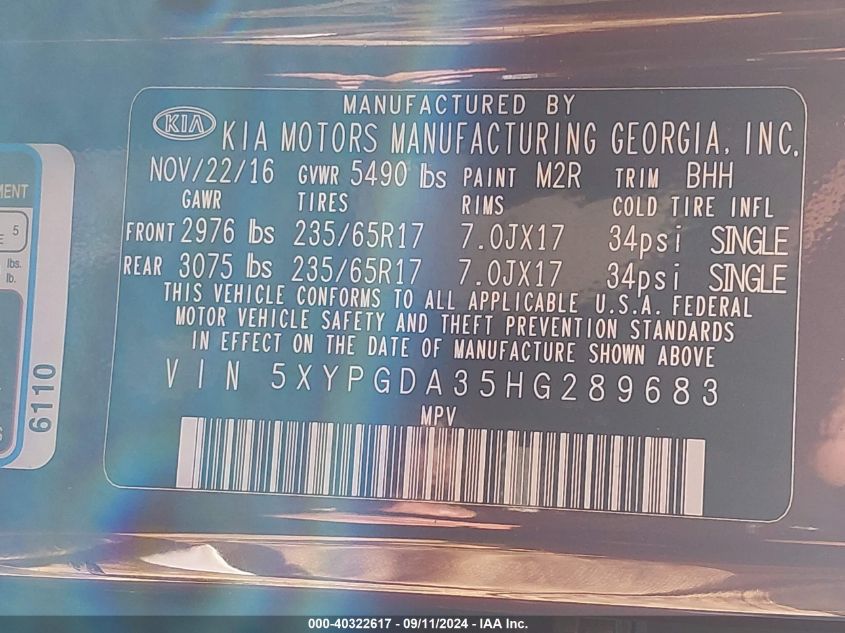 MANUFACTURED BY
KIA KIA MOTORS MANUFACTURING GEORGIA, INC.
NOV/22/16 GVWR 5490 lbs PAINT M2R TRIM BHH
GAWR TIRES RIMS COLD TIRE INFL
FRONT 2976 lbs 235/65R17 7.0JX17 34psi SINGLE
REAR 3075 lbs 235/65R17 7.0JX17 34psi SINGLE
THIS VEHICLE CONFORMS TO ALL APPLICABLE U.S.A. FEDERAL
MOTOR VEHICLE SAFETY AND THEFT PREVENTION STANDARDS
IN EFFECT ON THE DATE OF MANUFACTURE SHOWN ABOVE
VIN 5XYPGDA35HG289683
MPV
5
lbs.
lb.
6110
000-40322617 - 09/11/2024 - IAA Inc.